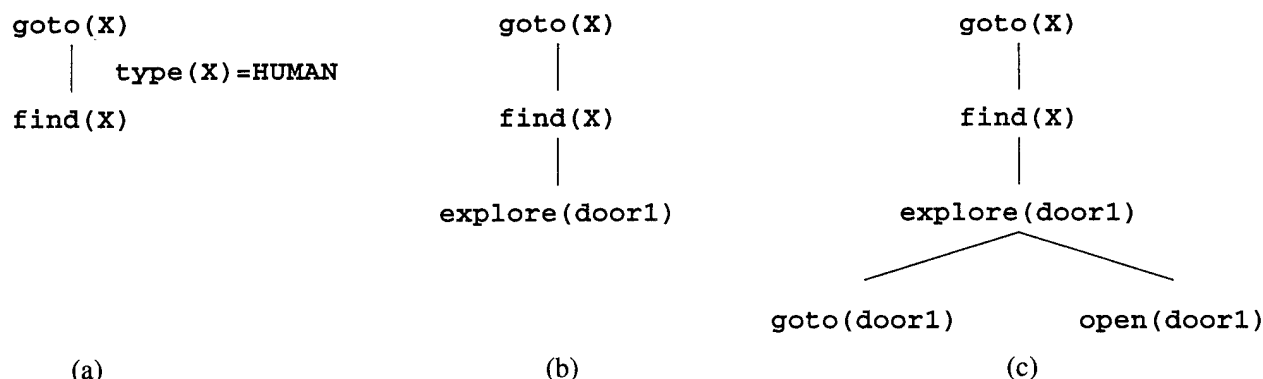 goto(X)
type(X)=HUMAN
find(X)
(a)
goto(X)
find(X)
explore(door1)
(b)
goto(X)
find(X)
explore(door1)
goto(door1) open(door1)
(c)